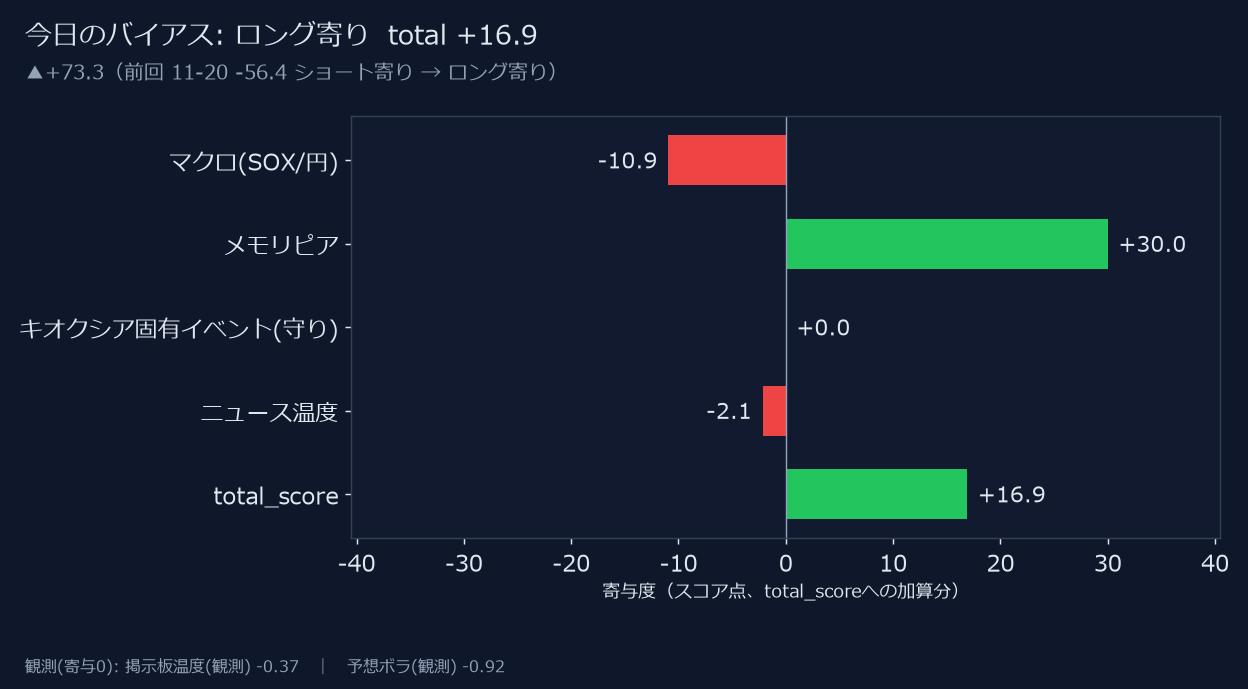 今日のバイアス: ロング寄り  total +16.9
▲+73.3（前回 11-20 -56.4 ショート寄り → ロング寄り）
マクロ(SOX/円)
-10.9
メモリピア
+30.0
キオクシア固有イベント(守り)
+0.0
ニュース温度
-2.1
total_score
+16.9
-40 -30 -20 -10 0 10 20 30 40
寄与度（スコア点、total_scoreへの加算分）
観測(寄与0): 掲示板温度(観測) -0.37 ｜ 予想ボラ(観測) -0.92